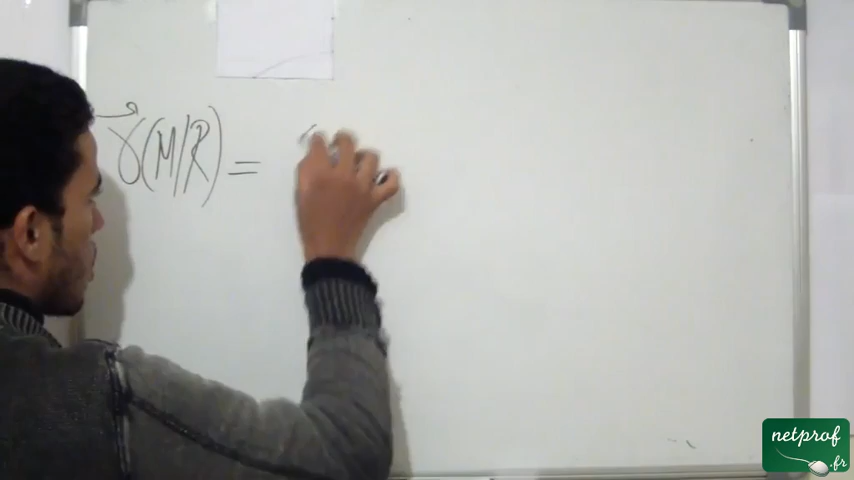 γ⃗(M/R) =
netprof
.fr